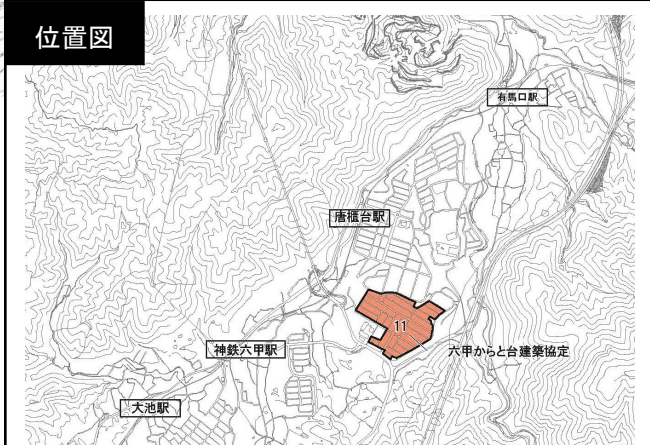 位置図
有馬口駅
唐櫃台駅
11
六甲からと台建築協定
神鉄六甲駅
大池駅